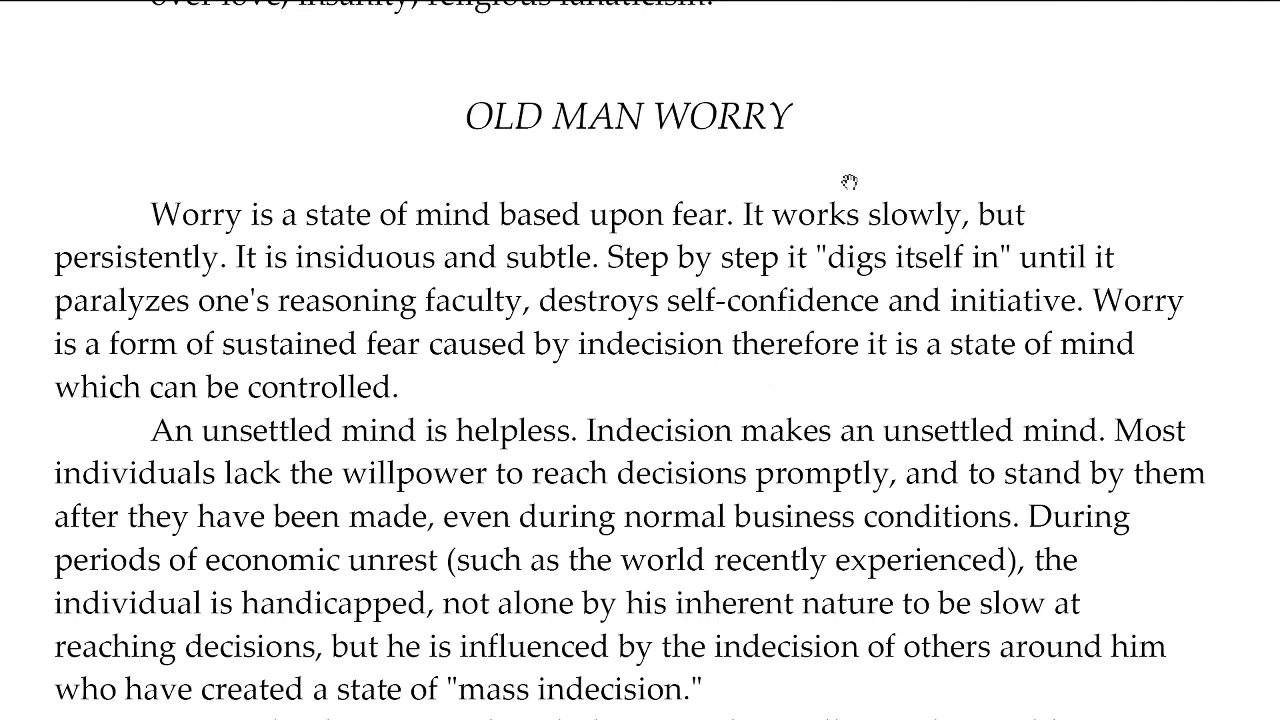 over love, insanity, religious fanaticism.
OLD MAN WORRY
Worry is a state of mind based upon fear. It works slowly, but
persistently. It is insiduous and subtle. Step by step it "digs itself in" until it
paralyzes one's reasoning faculty, destroys self-confidence and initiative. Worry
is a form of sustained fear caused by indecision therefore it is a state of mind
which can be controlled.
An unsettled mind is helpless. Indecision makes an unsettled mind. Most
individuals lack the willpower to reach decisions promptly, and to stand by them
after they have been made, even during normal business conditions. During
periods of economic unrest (such as the world recently experienced), the
individual is handicapped, not alone by his inherent nature to be slow at
reaching decisions, but he is influenced by the indecision of others around him
who have created a state of "mass indecision."